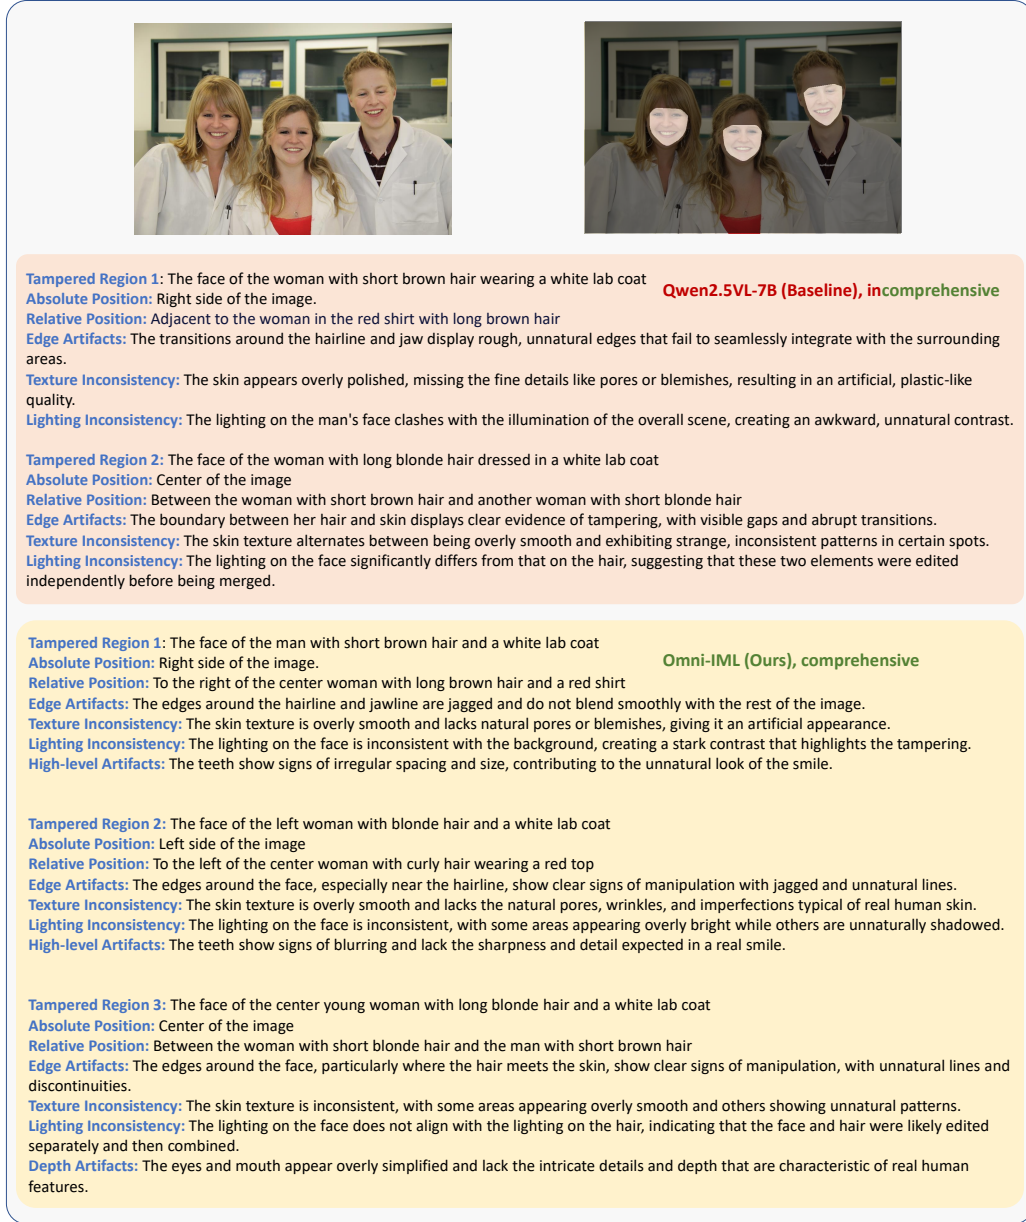 Tampered Region 1: The face of the woman with short brown hair wearing a white lab coat
Qwen2.5VL-7B (Baseline), incomprehensive
Absolute Position: Right side of the image.
Relative Position: Adjacent to the woman in the red shirt with long brown hair
Edge Artifacts: The transitions around the hairline and jaw display rough, unnatural edges that fail to seamlessly integrate with the surrounding
areas.
Texture Inconsistency: The skin appears overly polished, missing the fine details like pores or blemishes, resulting in an artificial, plastic-like
quality.
Lighting Inconsistency: The lighting on the man's face clashes with the illumination of the overall scene, creating an awkward, unnatural contrast.
Tampered Region 2: The face of the woman with long blonde hair dressed in a white lab coat
Absolute Position: Center of the image
Relative Position: Between the woman with short brown hair and another woman with short blonde hair
Edge Artifacts: The boundary between her hair and skin displays clear evidence of tampering, with visible gaps and abrupt transitions.
Texture Inconsistency: The skin texture alternates between being overly smooth and exhibiting strange, inconsistent patterns in certain spots.
Lighting Inconsistency: The lighting on the face significantly differs from that on the hair, suggesting that these two elements were edited
independently before being merged.
Tampered Region 1: The face of the man with short brown hair and a white lab coat
Omni-IML (Ours), comprehensive
Absolute Position: Right side of the image.
Relative Position: To the right of the center woman with long brown hair and a red shirt
Edge Artifacts: The edges around the hairline and jawline are jagged and do not blend smoothly with the rest of the image.
Texture Inconsistency: The skin texture is overly smooth and lacks natural pores or blemishes, giving it an artificial appearance.
Lighting Inconsistency: The lighting on the face is inconsistent with the background, creating a stark contrast that highlights the tampering.
High-level Artifacts: The teeth show signs of irregular spacing and size, contributing to the unnatural look of the smile.
Tampered Region 2: The face of the left woman with blonde hair and a white lab coat
Absolute Position: Left side of the image
Relative Position: To the left of the center woman with curly hair wearing a red top
Edge Artifacts: The edges around the face, especially near the hairline, show clear signs of manipulation with jagged and unnatural lines.
Texture Inconsistency: The skin texture is overly smooth and lacks the natural pores, wrinkles, and imperfections typical of real human skin.
Lighting Inconsistency: The lighting on the face is inconsistent, with some areas appearing overly bright while others are unnaturally shadowed.
High-level Artifacts: The teeth show signs of blurring and lack the sharpness and detail expected in a real smile.
Tampered Region 3: The face of the center young woman with long blonde hair and a white lab coat
Absolute Position: Center of the image
Relative Position: Between the woman with short blonde hair and the man with short brown hair
Edge Artifacts: The edges around the face, particularly where the hair meets the skin, show clear signs of manipulation, with unnatural lines and
discontinuities.
Texture Inconsistency: The skin texture is inconsistent, with some areas appearing overly smooth and others showing unnatural patterns.
Lighting Inconsistency: The lighting on the face does not align with the lighting on the hair, indicating that the face and hair were likely edited
separately and then combined.
Depth Artifacts: The eyes and mouth appear overly simplified and lack the intricate details and depth that are characteristic of real human
features.